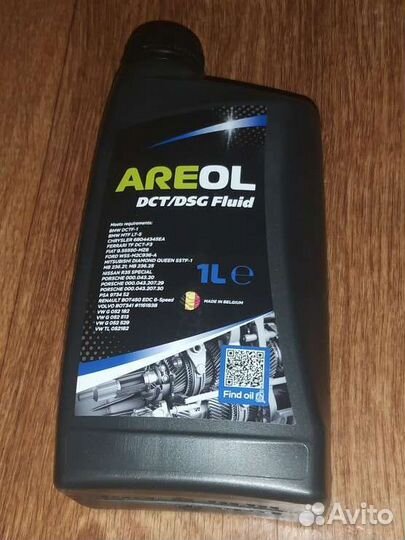 AREOL
DCT/DSG Fluid
Meets requirements:
BMW DCTF-1
BMW MTF LT-5
CHRYSLER 68044345EA
FERRARI TF DCT-F3
FIAT 9.55550-MZ6
FORD WSS-M2C936-A
MITSUBISHI DIAMOND QUEEN SSTF-1
MB 236.21, MB 236.25
NISSAN R35 SPECIAL
PORSCHE 000.043.20
PORSCHE 000.043.207.29
PORSCHE 000.043.207.30
PSA 9734 S2
RENAULT BOT450 EDC 6-Speed
VOLVO BOT341 #1161838
VW G 052 182
VW G 052 513
VW G 052 529
VW TL 052182
1L e
MADE IN BELGIUM
Find oil
Avito